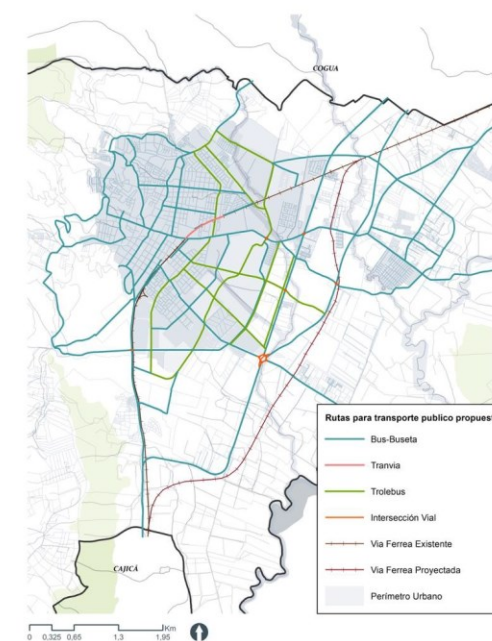 COGUA
Rutas para transporte publico propuest
Bus-Buseta
Tranvia
Trolebus
Intersección Vial
Via Ferrea Existente
Via Ferrea Proyectada
Perímetro Urbano
CAJICÁ
Km
0 0,325 0,65 1,3 1,95